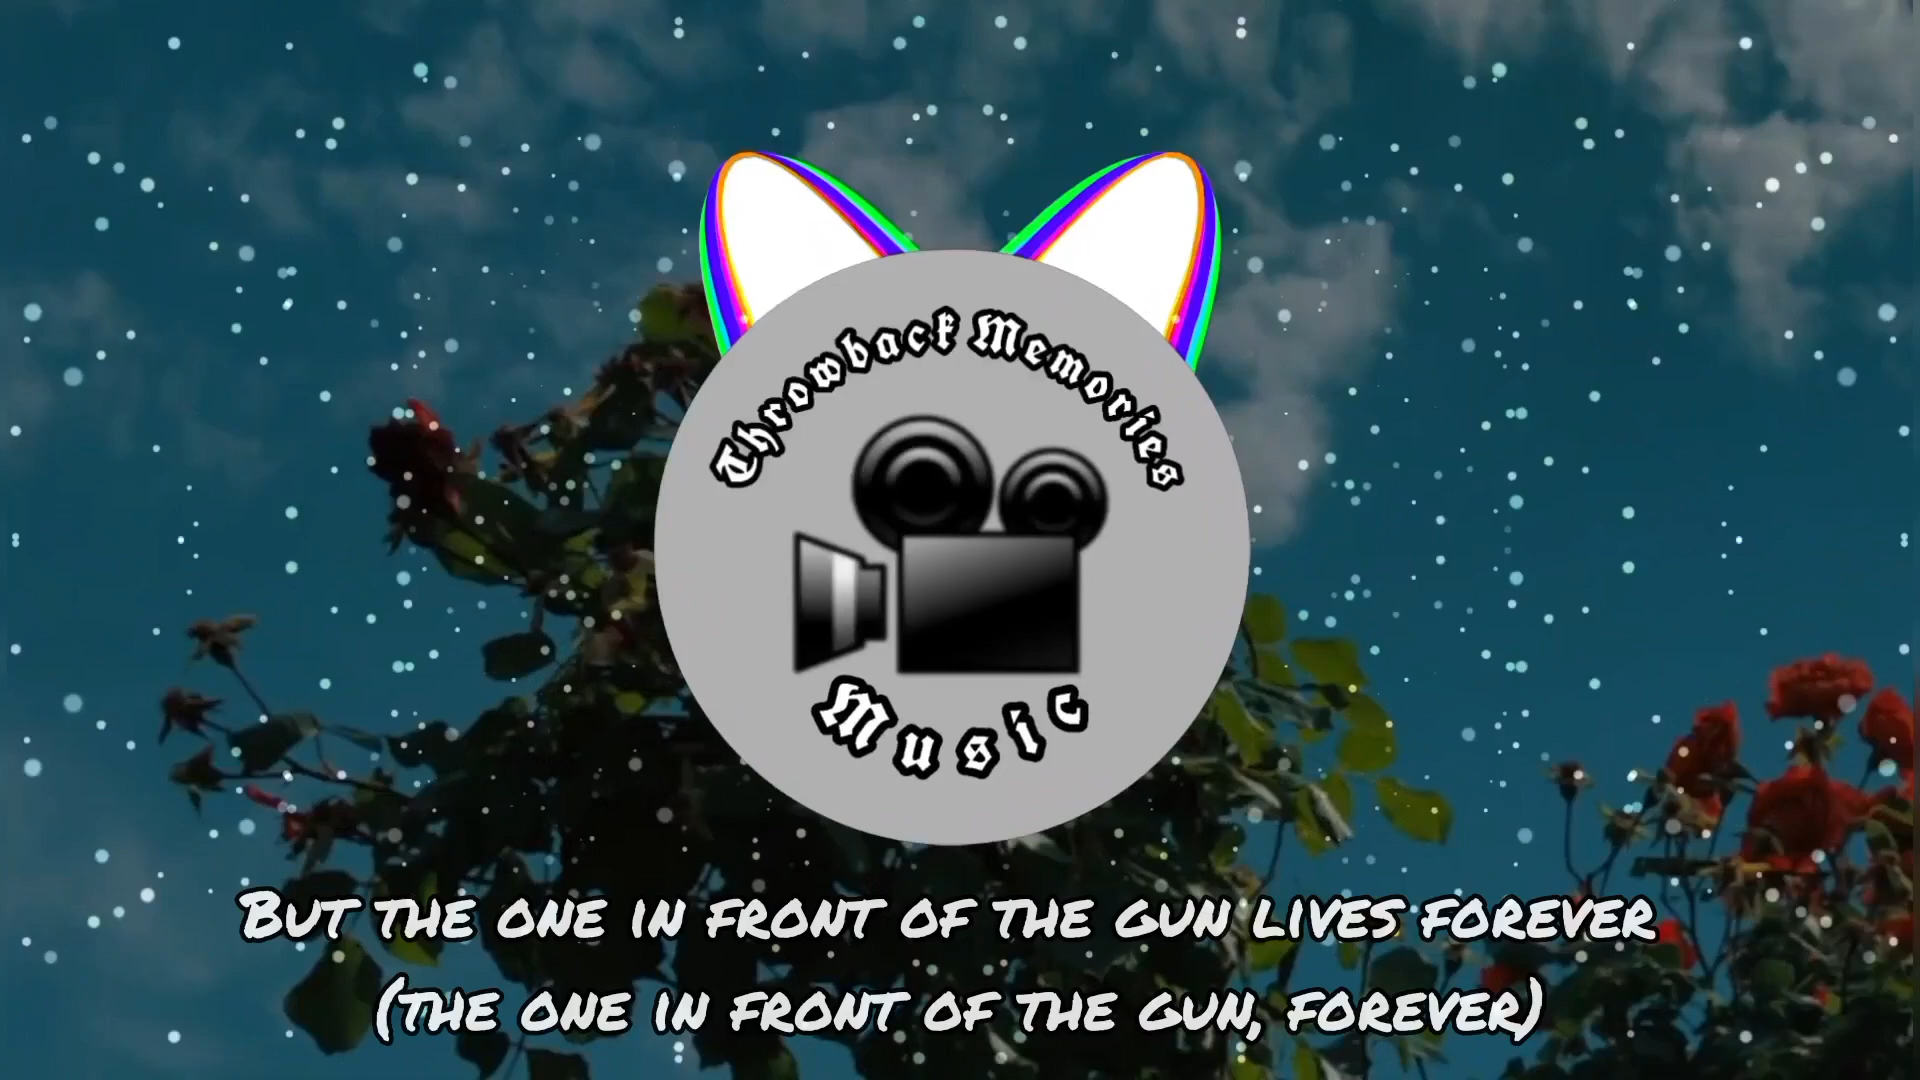 Throwback Memories
Music
But the one in front of the gun lives forever
(the one in front of the gun, forever)